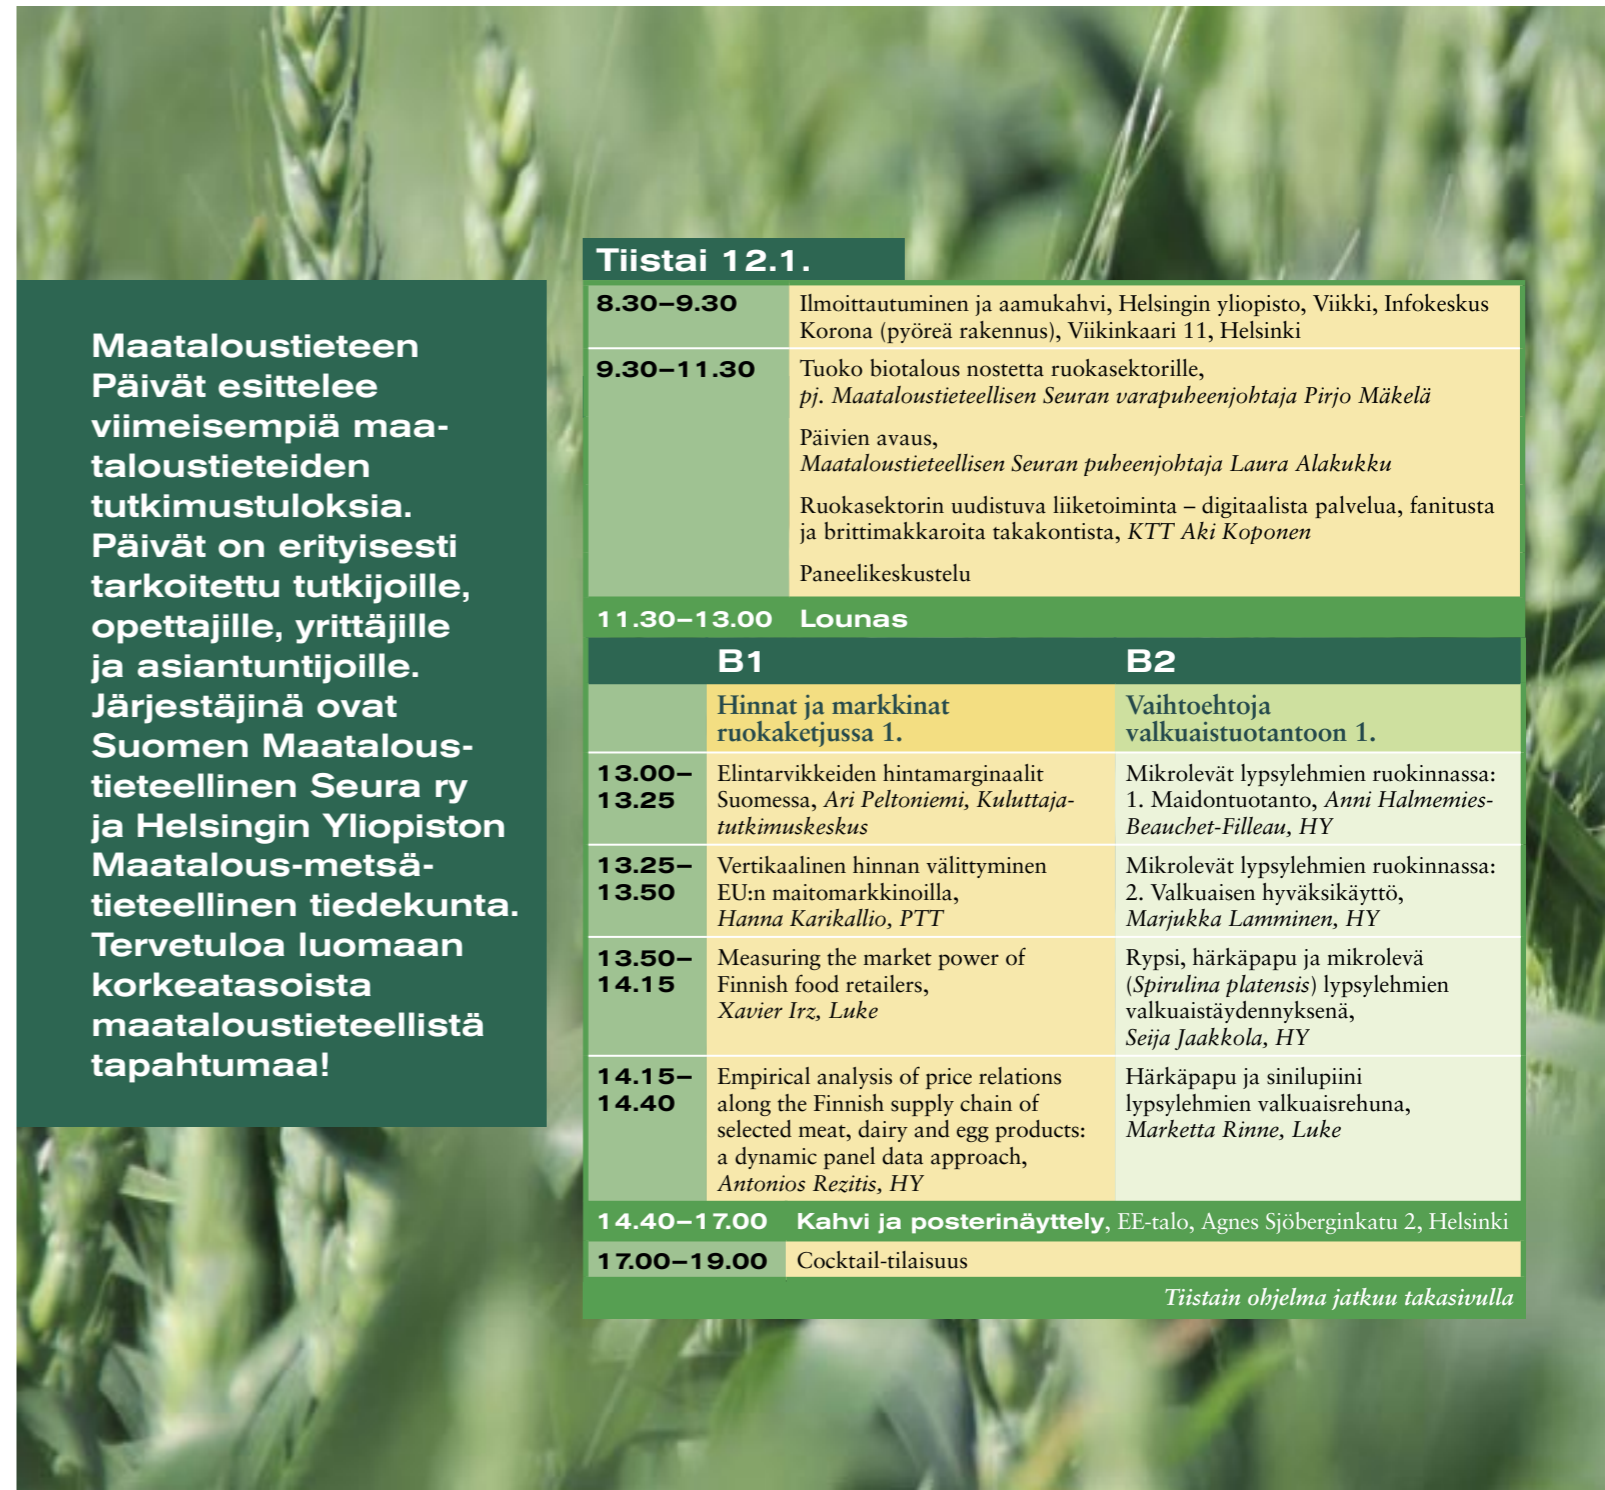 Maataloustieteen
Päivät esittelee
viimeisempiä maa-
taloustieteiden
tutkimustuloksia.
Päivät on erityisesti
tarkoitettu tutkijoille,
opettajille, yrittäjille
ja asiantuntijoille.
Järjestäjinä ovat
Suomen Maatalous-
tieteellinen Seura ry
ja Helsingin Yliopiston
Maatalous-metsä-
tieteellinen tiedekunta.
Tervetuloa luomaan
korkeatasoista
maataloustieteellistä
tapahtumaa!
Tiistai 12.1.
8.30–9.30 Ilmoittautuminen ja aamukahvi, Helsingin yliopisto, Viikki, Infokeskus
Korona (pyöreä rakennus), Viikinkaari 11, Helsinki
9.30–11.30 Tuoko biotalous nostetta ruokasektorille,
pj. Maataloustieteellisen Seuran varapuheenjohtaja Pirjo Mäkelä
Päivien avaus,
Maataloustieteellisen Seuran puheenjohtaja Laura Alakukku
Ruokasektorin uudistuva liiketoiminta – digitaalista palvelua, fanitusta
ja brittimakkaroita takakontista, KTT Aki Koponen
Paneelikeskustelu
11.30–13.00 Lounas
B1 B2
Hinnat ja markkinat
ruokaketjussa 1.
Vaihtoehtoja
valkuaistuotantoon 1.
13.00–
13.25
Elintarvikkeiden hintamarginaalit
Suomessa, Ari Peltoniemi, Kuluttaja-
tutkimuskeskus
Mikrolevät lypsylehmien ruokinnassa:
1. Maidontuotanto, Anni Halmemies-
Beauchet-Filleau, HY
13.25–
13.50
Vertikaalinen hinnan välittyminen
EU:n maitomarkkinoilla,
Hanna Karikallio, PTT
Mikrolevät lypsylehmien ruokinnassa:
2. Valkuaisen hyväksikäyttö,
Marjukka Lamminen, HY
13.50–
14.15
Measuring the market power of
Finnish food retailers,
Xavier Irz, Luke
Rypsi, härkäpapu ja mikrolevä
(Spirulina platensis) lypsylehmien
valkuaistäydennyksenä,
Seija Jaakkola, HY
14.15–
14.40
Empirical analysis of price relations
along the Finnish supply chain of
selected meat, dairy and egg products:
a dynamic panel data approach,
Antonios Rezitis, HY
Härkäpapu ja sinilupiini
lypsylehmien valkuaisrehuna,
Marketta Rinne, Luke
14.40–17.00 Kahvi ja posterinäyttely, EE-talo, Agnes Sjöberginkatu 2, Helsinki
17.00–19.00 Cocktail-tilaisuus
Tiistain ohjelma jatkuu takasivulla